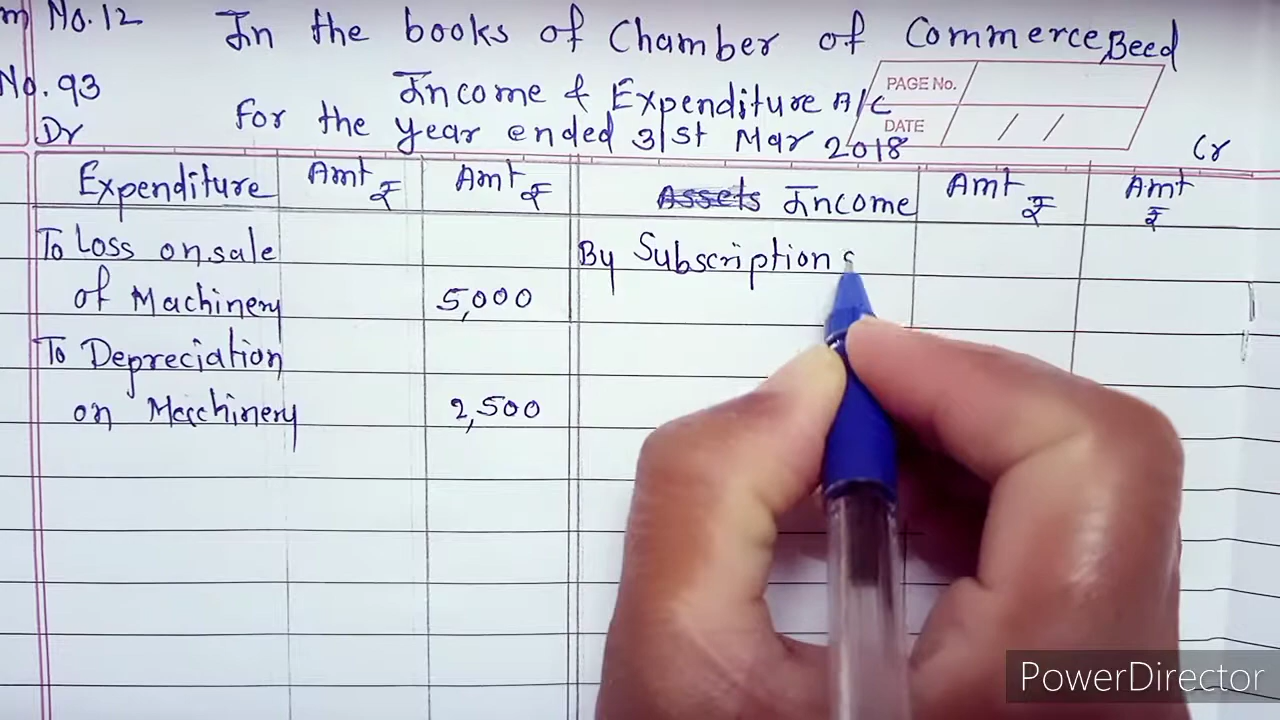 m No.12 In the books of Chamber of Commerce, Beed
No. 93 Income & Expenditure A/C PAGE No.
Dr For the year ended 31st Mar 2018 DATE / / Cr
Expenditure Amt ₹ Amt ₹ Assets Income Amt ₹ Amt ₹
To Loss on sale By Subscriptions
of Machinery 5,000
To Depreciation
on Machinery 2,500
PowerDirector